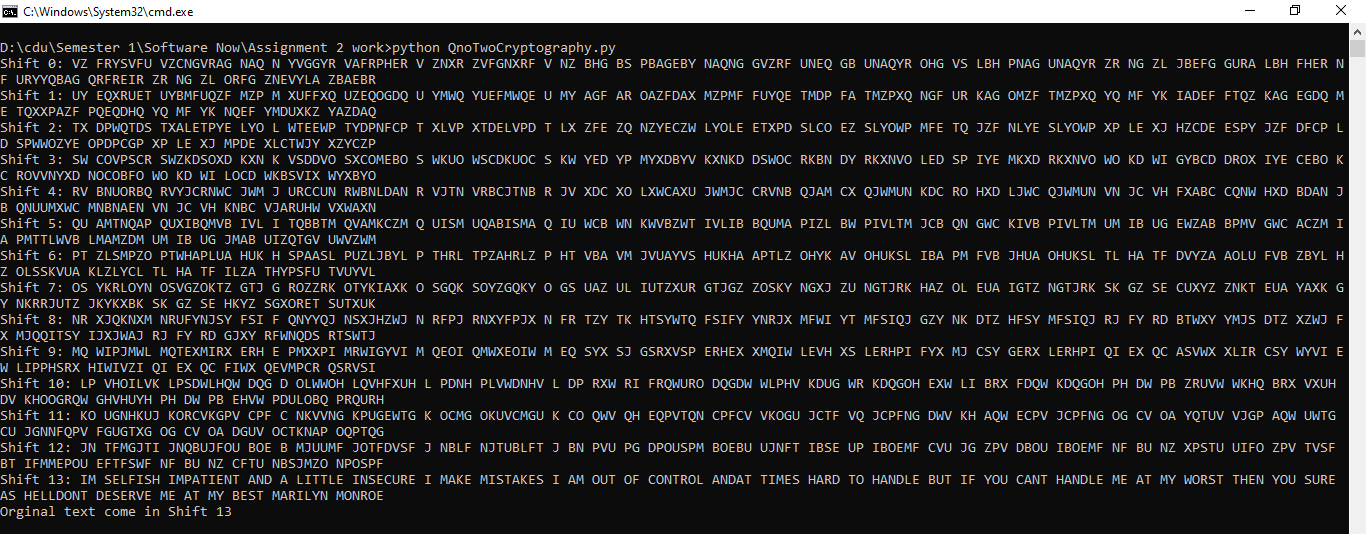 C:\Windows\System32\cmd.exe
D:\cdu\Semester 1\Software Now\Assignment 2 work>python QnoTwoCryptography.py
Shift 0: VZ FRYSVFU VZCNGVRAG NAQ N YVGGYR VAFRPHER V ZNXR ZVFGNXRF V NZ BHG BS PBAGEBY NAQNG GVZRF UNEQ GB UNAQYR OHG VS LBH PNAG UNAQYR ZR NG ZL JBEFG GURA LBH FHER N
F URYYQBAG QRFREIR ZR NG ZL ORFG ZNEVYLA ZBAEBR
Shift 1: UY EQXRUET UYBMFUQZF MZP M XUFFXQ UZEQOGDQ U YMWQ YUEFMWQE U MY AGF AR OAZFDAX MZPMF FUYQE TMDP FA TMZPXQ NGF UR KAG OMZF TMZPXQ YQ MF YK IADEF FTQZ KAG EGDQ M
E TQXXPAZF PQEQDHQ YQ MF YK NQEF YMDUXKZ YAZDAQ
Shift 2: TX DPWQTDS TXALETPYE LYO L WTEEWP TYDPNFCP T XLVP XTDELVPD T LX ZFE ZQ NZYECZW LYOLE ETXPD SLCO EZ SLYOWP MFE TQ JZF NLYE SLYOWP XP LE XJ HZCDE ESPY JZF DFCP L
D SPWWOZYE OPDPCGP XP LE XJ MPDE XLCTWJY XZYCZP
Shift 3: SW COVPSCR SWZKDSOXD KXN K VSDDVO SXCOMEBO S WKUO WSCDKUOC S KW YED YP MYXDBYV KXNKD DSWOC RKBN DY RKXNVO LED SP IYE MKXD RKXNVO WO KD WI GYBCD DROX IYE CEBO K
C ROVVNYXD NOCOBFO WO KD WI LOCD WKBSVIX WYXBYO
Shift 4: RV BNUORBQ RVYJCRNWC JWM J URCCUN RWBNLDAN R VJTN VRBCJTNB R JV XDC XO LXWCAXU JWMJC CRVNB QJAM CX QJWMUN KDC RO HXD LJWC QJWMUN VN JC VH FXABC CQNW HXD BDAN J
B QNUUMXWC MNBNAEN VN JC VH KNBC VJARUHW VXWAXN
Shift 5: QU AMTNQAP QUXIBQMVB IVL I TQBBTM QVAMKCZM Q UISM UQABISMA Q IU WCB WN KWVBZWT IVLIB BQUMA PIZL BW PIVLTM JCB QN GWC KIVB PIVLTM UM IB UG EWZAB BPMV GWC ACZM I
A PMTTLWVB LMAMZDM UM IB UG JMAB UIZQTGV UWVZWM
Shift 6: PT ZLSMPZO PTWHAPLUA HUK H SPAASL PUZLJBYL P THRL TPZAHRLZ P HT VBA VM JVUAYVS HUKHA APTLZ OHYK AV OHUKSL IBA PM FVB JHUA OHUKSL TL HA TF DVYZA AOLU FVB ZBYL H
Z OLSSKVUA KLZLYCL TL HA TF ILZA THYPSFU TVUYVL
Shift 7: OS YKRLOYN OSVGZOKTZ GTJ G ROZZRK OTYKIAXK O SGQK SOYZGQKY O GS UAZ UL IUTZXUR GTJGZ ZOSKY NGXJ ZU NGTJRK HAZ OL EUA IGTZ NGTJRK SK GZ SE CUXYZ ZNKT EUA YAXK G
Y NKRRJUTZ JKYKXBK SK GZ SE HKYZ SGXORET SUTXUK
Shift 8: NR XJQKNXM NRUFYNJSY FSI F QNYYQJ NSXJHZWJ N RFPJ RNXYFPJX N FR TZY TK HTSYWTQ FSIFY YNRJX MFWI YT MFSIQJ GZY NK DTZ HFSY MFSIQJ RJ FY RD BTWXY YMJS DTZ XZWJ F
X MJQQITSY IJXJWAJ RJ FY RD GJXY RFWNQDS RTSWTJ
Shift 9: MQ WIPJMWL MQTEXMIRX ERH E PMXXPI MRWIGYVI M QEOI QMWXEOIW M EQ SYX SJ GSRXVSP ERHEX XMQIW LEVH XS LERHPI FYX MJ CSY GERX LERHPI QI EX QC ASVWX XLIR CSY WYVI E
W LIPPHSRX HIWIVZI QI EX QC FIWX QEVMPCR QSRVSI
Shift 10: LP VHOILVK LPSDWLHQW DQG D OLWWOH LQVHFXUH L PDNH PLVWDNHV L DP RXW RI FRQWURO DQGDW WLPHV KDUG WR KDQGOH EXW LI BRX FDQW KDQGOH PH DW PB ZRUVW WKHQ BRX VXUH
DV KHOOGRQW GHVHUYH PH DW PB EHVW PDULOBQ PRQURH
Shift 11: KO UGNHKUJ KORCVKGPV CPF C NKVVNG KPUGEWTG K OCMG OKUVCMGU K CO QWV QH EQPVTQN CPFCV VKOGU JCTF VQ JCPFNG DWV KH AQW ECPV JCPFNG OG CV OA YQTUV VJGP AQW UWTG
CU JGNNFQPV FGUGTXG OG CV OA DGUV OCTKNAP OQPTQG
Shift 12: JN TFMGJTI JNQBUJFOU BOE B MJUUMF JOTFDVSF J NBLF NJTUBLFT J BN PVU PG DPOUSPM BOEBU UJNFT IBSE UP IBOEMF CVU JG ZPV DBOU IBOEMF NF BU NZ XPSTU UIFO ZPV TVSF
BT IFMMEPOU EFTFSWF NF BU NZ CFTU NBSJMZO NPOSPF
Shift 13: IM SELFISH IMPATIENT AND A LITTLE INSECURE I MAKE MISTAKES I AM OUT OF CONTROL ANDAT TIMES HARD TO HANDLE BUT IF YOU CANT HANDLE ME AT MY WORST THEN YOU SURE
AS HELLDONT DESERVE ME AT MY BEST MARILYN MONROE
Orginal text come in Shift 13